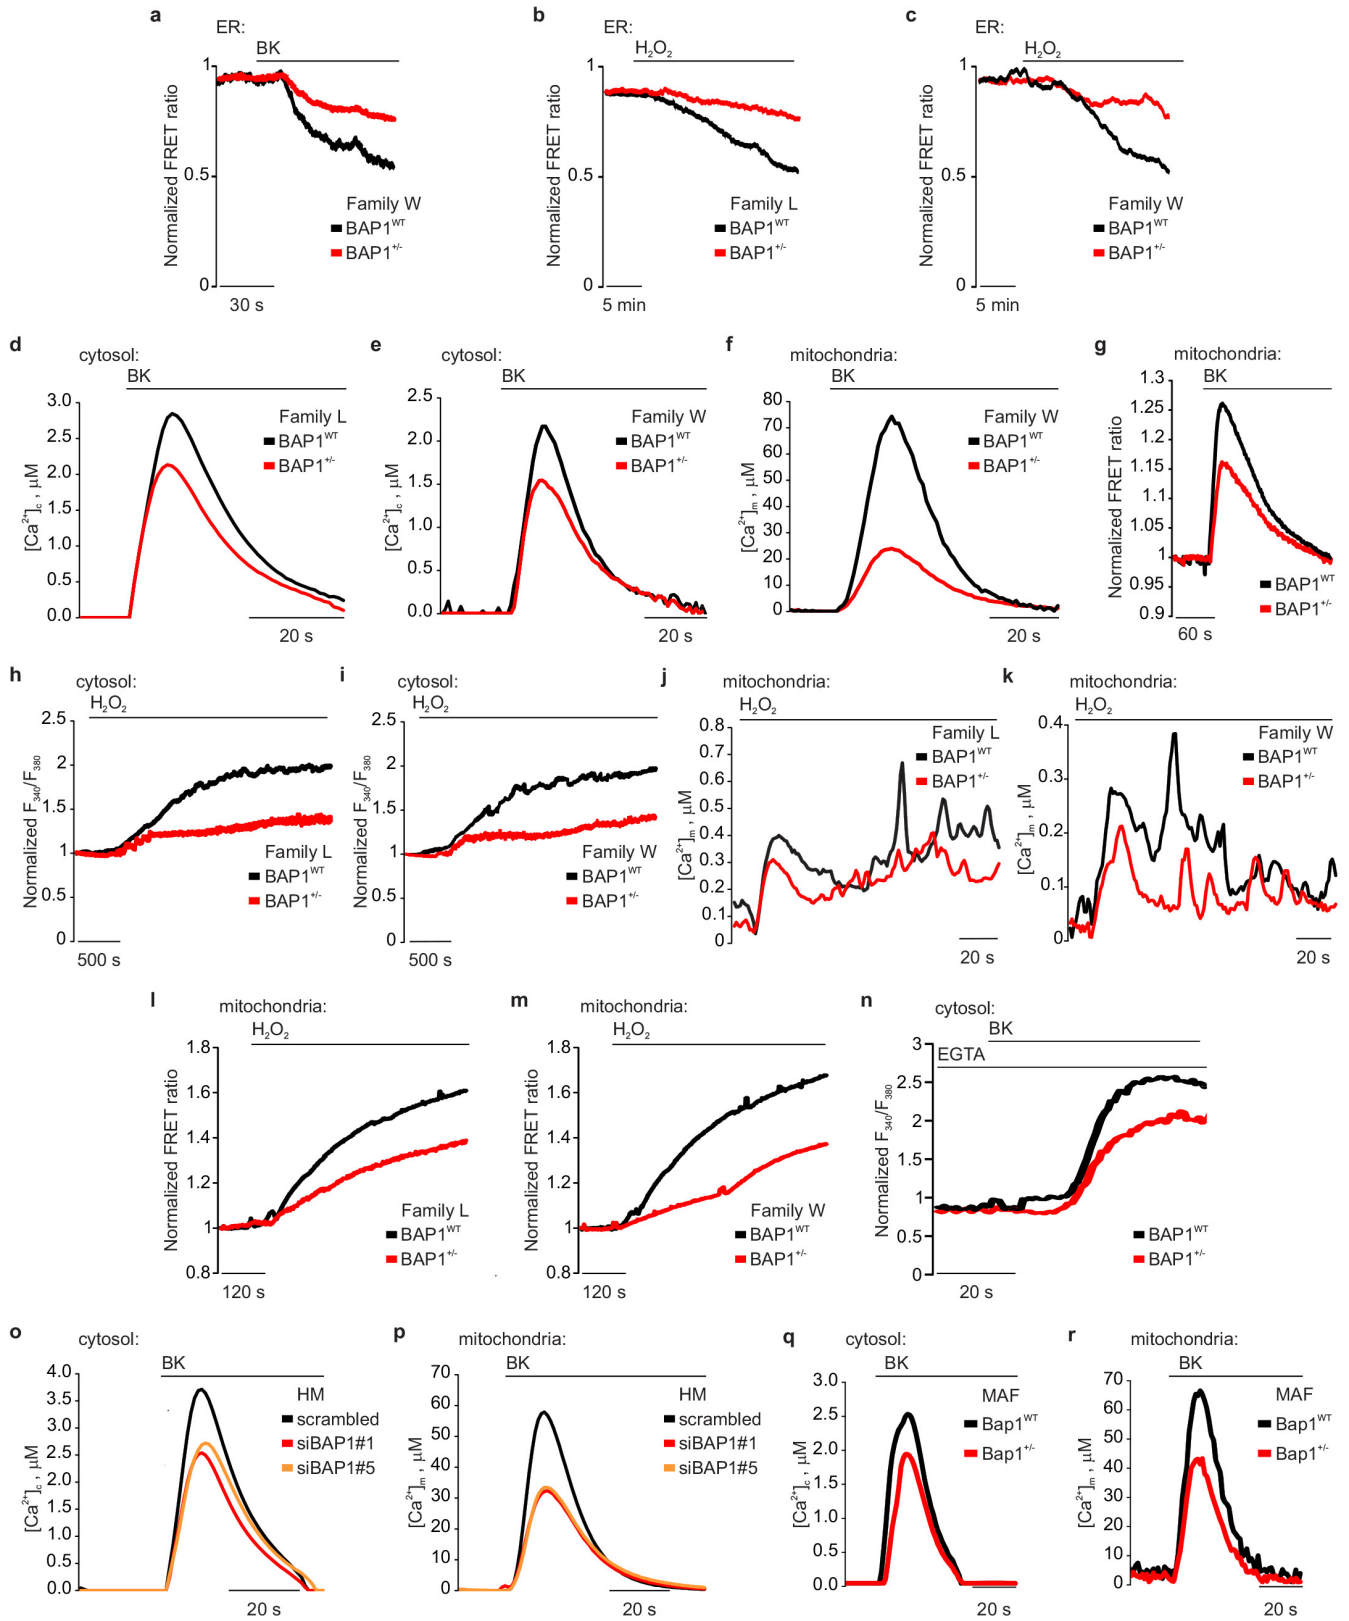 a
ER:
BK
Normalized FRET ratio
1
0.5
0
Family W
BAP1WT
BAP1+/-
30 s
b
ER:
H2O2
Normalized FRET ratio
1
0.5
0
Family L
BAP1WT
BAP1+/-
5 min
c
ER:
H2O2
Normalized FRET ratio
1
0.5
0
Family W
BAP1WT
BAP1+/-
5 min
d
cytosol:
BK
[Ca2+]c , μM
3.0
2.5
2.0
1.5
1.0
0.5
0.0
Family L
BAP1WT
BAP1+/-
20 s
e
cytosol:
BK
[Ca2+]c , μM
2.5
2.0
1.5
1.0
0.5
0.0
Family W
BAP1WT
BAP1+/-
20 s
f
mitochondria:
BK
[Ca2+]m , μM
80
70
60
50
40
30
20
10
0
Family W
BAP1WT
BAP1+/-
20 s
g
mitochondria:
BK
Normalized FRET ratio
1.3
1.25
1.2
1.15
1.1
1.05
1
0.95
0.9
BAP1WT
BAP1+/-
60 s
h
cytosol:
H2O2
Normalized F340/F380
2.5
2
1.5
1
0.5
0
Family L
BAP1WT
BAP1+/-
500 s
i
cytosol:
H2O2
Normalized F340/F380
2.5
2
1.5
1
0.5
0
Family W
BAP1WT
BAP1+/-
500 s
j
mitochondria:
H2O2
[Ca2+]m , μM
0.8
0.7
0.6
0.5
0.4
0.3
0.2
0.1
0
Family L
BAP1WT
BAP1+/-
20 s
k
mitochondria:
H2O2
[Ca2+]m , μM
0.4
0.3
0.2
0.1
0
Family W
BAP1WT
BAP1+/-
20 s
l
mitochondria:
H2O2
Normalized FRET ratio
1.8
1.6
1.4
1.2
1
0.8
Family L
BAP1WT
BAP1+/-
120 s
m
mitochondria:
H2O2
Normalized FRET ratio
1.8
1.6
1.4
1.2
1
0.8
Family W
BAP1WT
BAP1+/-
120 s
n
cytosol:
BK
EGTA
Normalized F340/F380
3
2.5
2
1.5
1
0.5
0
BAP1WT
BAP1+/-
20 s
o
cytosol:
BK
[Ca2+]c , μM
4.0
3.5
3.0
2.5
2.0
1.5
1.0
0.5
0.0
HM
scrambled
siBAP1#1
siBAP1#5
20 s
p
mitochondria:
BK
[Ca2+]m , μM
70
60
50
40
30
20
10
0
HM
scrambled
siBAP1#1
siBAP1#5
20 s
q
cytosol:
BK
[Ca2+]c , μM
3.0
2.5
2.0
1.5
1.0
0.5
0.0
MAF
Bap1WT
Bap1+/-
20 s
r
mitochondria:
BK
[Ca2+]m , μM
70
60
50
40
30
20
10
0
MAF
Bap1WT
Bap1+/-
20 s